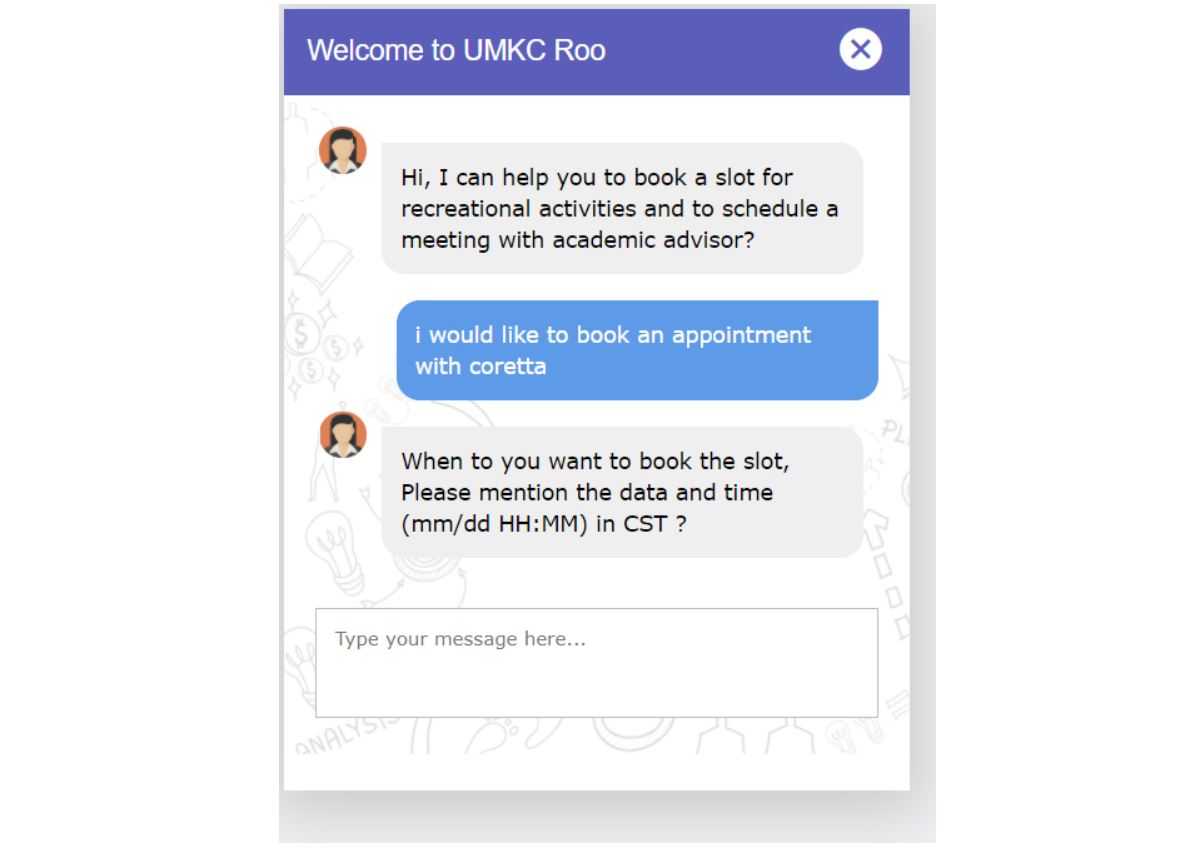 Welcome to UMKC Roo
Hi, I can help you to book a slot for
recreational activities and to schedule a
meeting with academic advisor?
i would like to book an appointment
with coretta
When to you want to book the slot,
Please mention the data and time
(mm/dd HH:MM) in CST ?
PL
Type your message here...
ANALYSIS